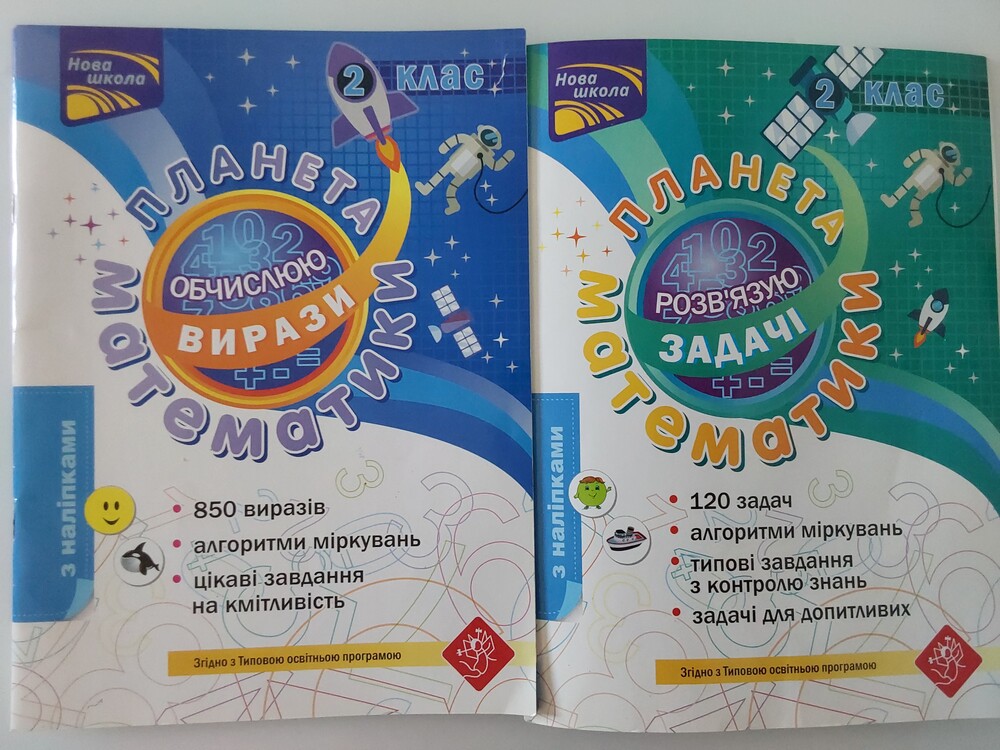 Нова
школа
2 клас
ПЛАНЕТА
математики
ОБЧИСЛЮЮ
ВИРАЗИ
з наліпками
• 850 виразів
• алгоритми міркувань
• цікаві завдання
на кмітливість
Згідно з Типовою освітньою програмою
Нова
школа
2 клас
ПЛАНЕТА
математики
РОЗВ'ЯЗУЮ
ЗАДАЧІ
з наліпками
• 120 задач
• алгоритми міркувань
• типові завдання
з контролю знань
• задачі для допитливих
Згідно з Типовою освітньою програмою